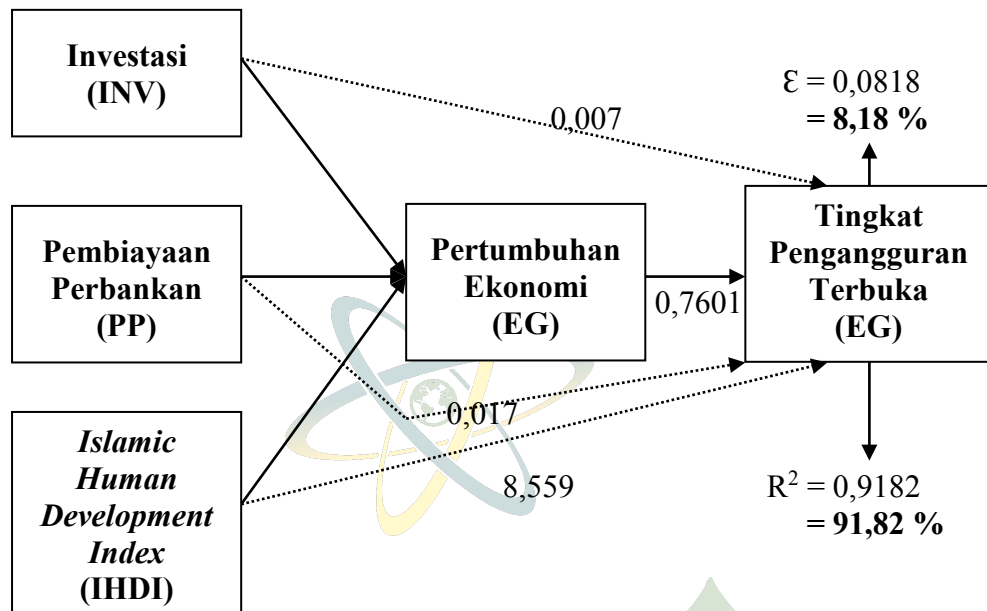 Investasi
(INV)
0,007
Ɛ = 0,0818
= 8,18 %
Pembiayaan
Perbankan
(PP)
Pertumbuhan
Ekonomi
(EG)
0,7601
Tingkat
Pengangguran
Terbuka
(EG)
0,017
Islamic
Human
Development
Index
(IHDI)
8,559
R² = 0,9182
= 91,82 %